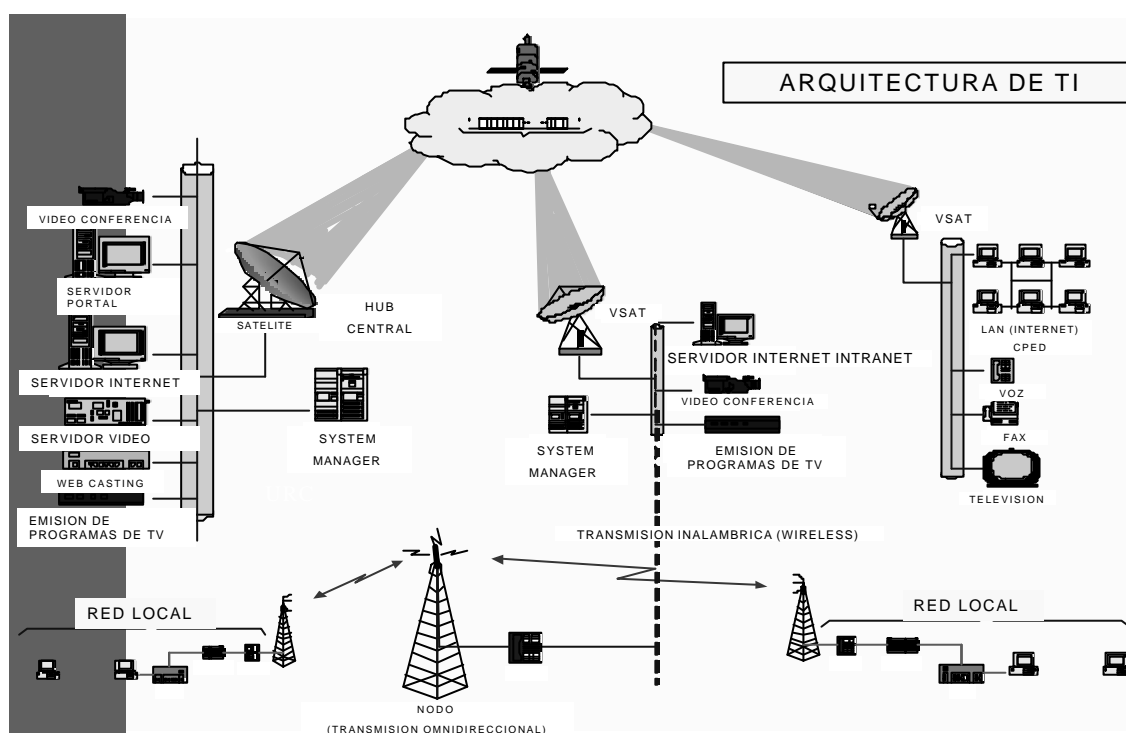 ARQUITECTURA DE TI
VIDEO CONFERENCIA
SERVIDOR
PORTAL
SERVIDOR INTERNET
SERVIDOR VIDEO
WEB CASTING
EMISION DE
PROGRAMAS DE TV
SATELITE
HUB
CENTRAL
SYSTEM
MANAGER
VSAT
SERVIDOR INTERNET INTRANET
VIDEO CONFERENCIA
EMISION DE
PROGRAMAS DE TV
SYSTEM
MANAGER
VSAT
LAN (INTERNET)
CPED
VOZ
FAX
TELEVISION
TRANSMISION INALAMBRICA (WIRELESS)
RED LOCAL
NODO
(TRANSMISION OMNIDIRECCIONAL)
RED LOCAL